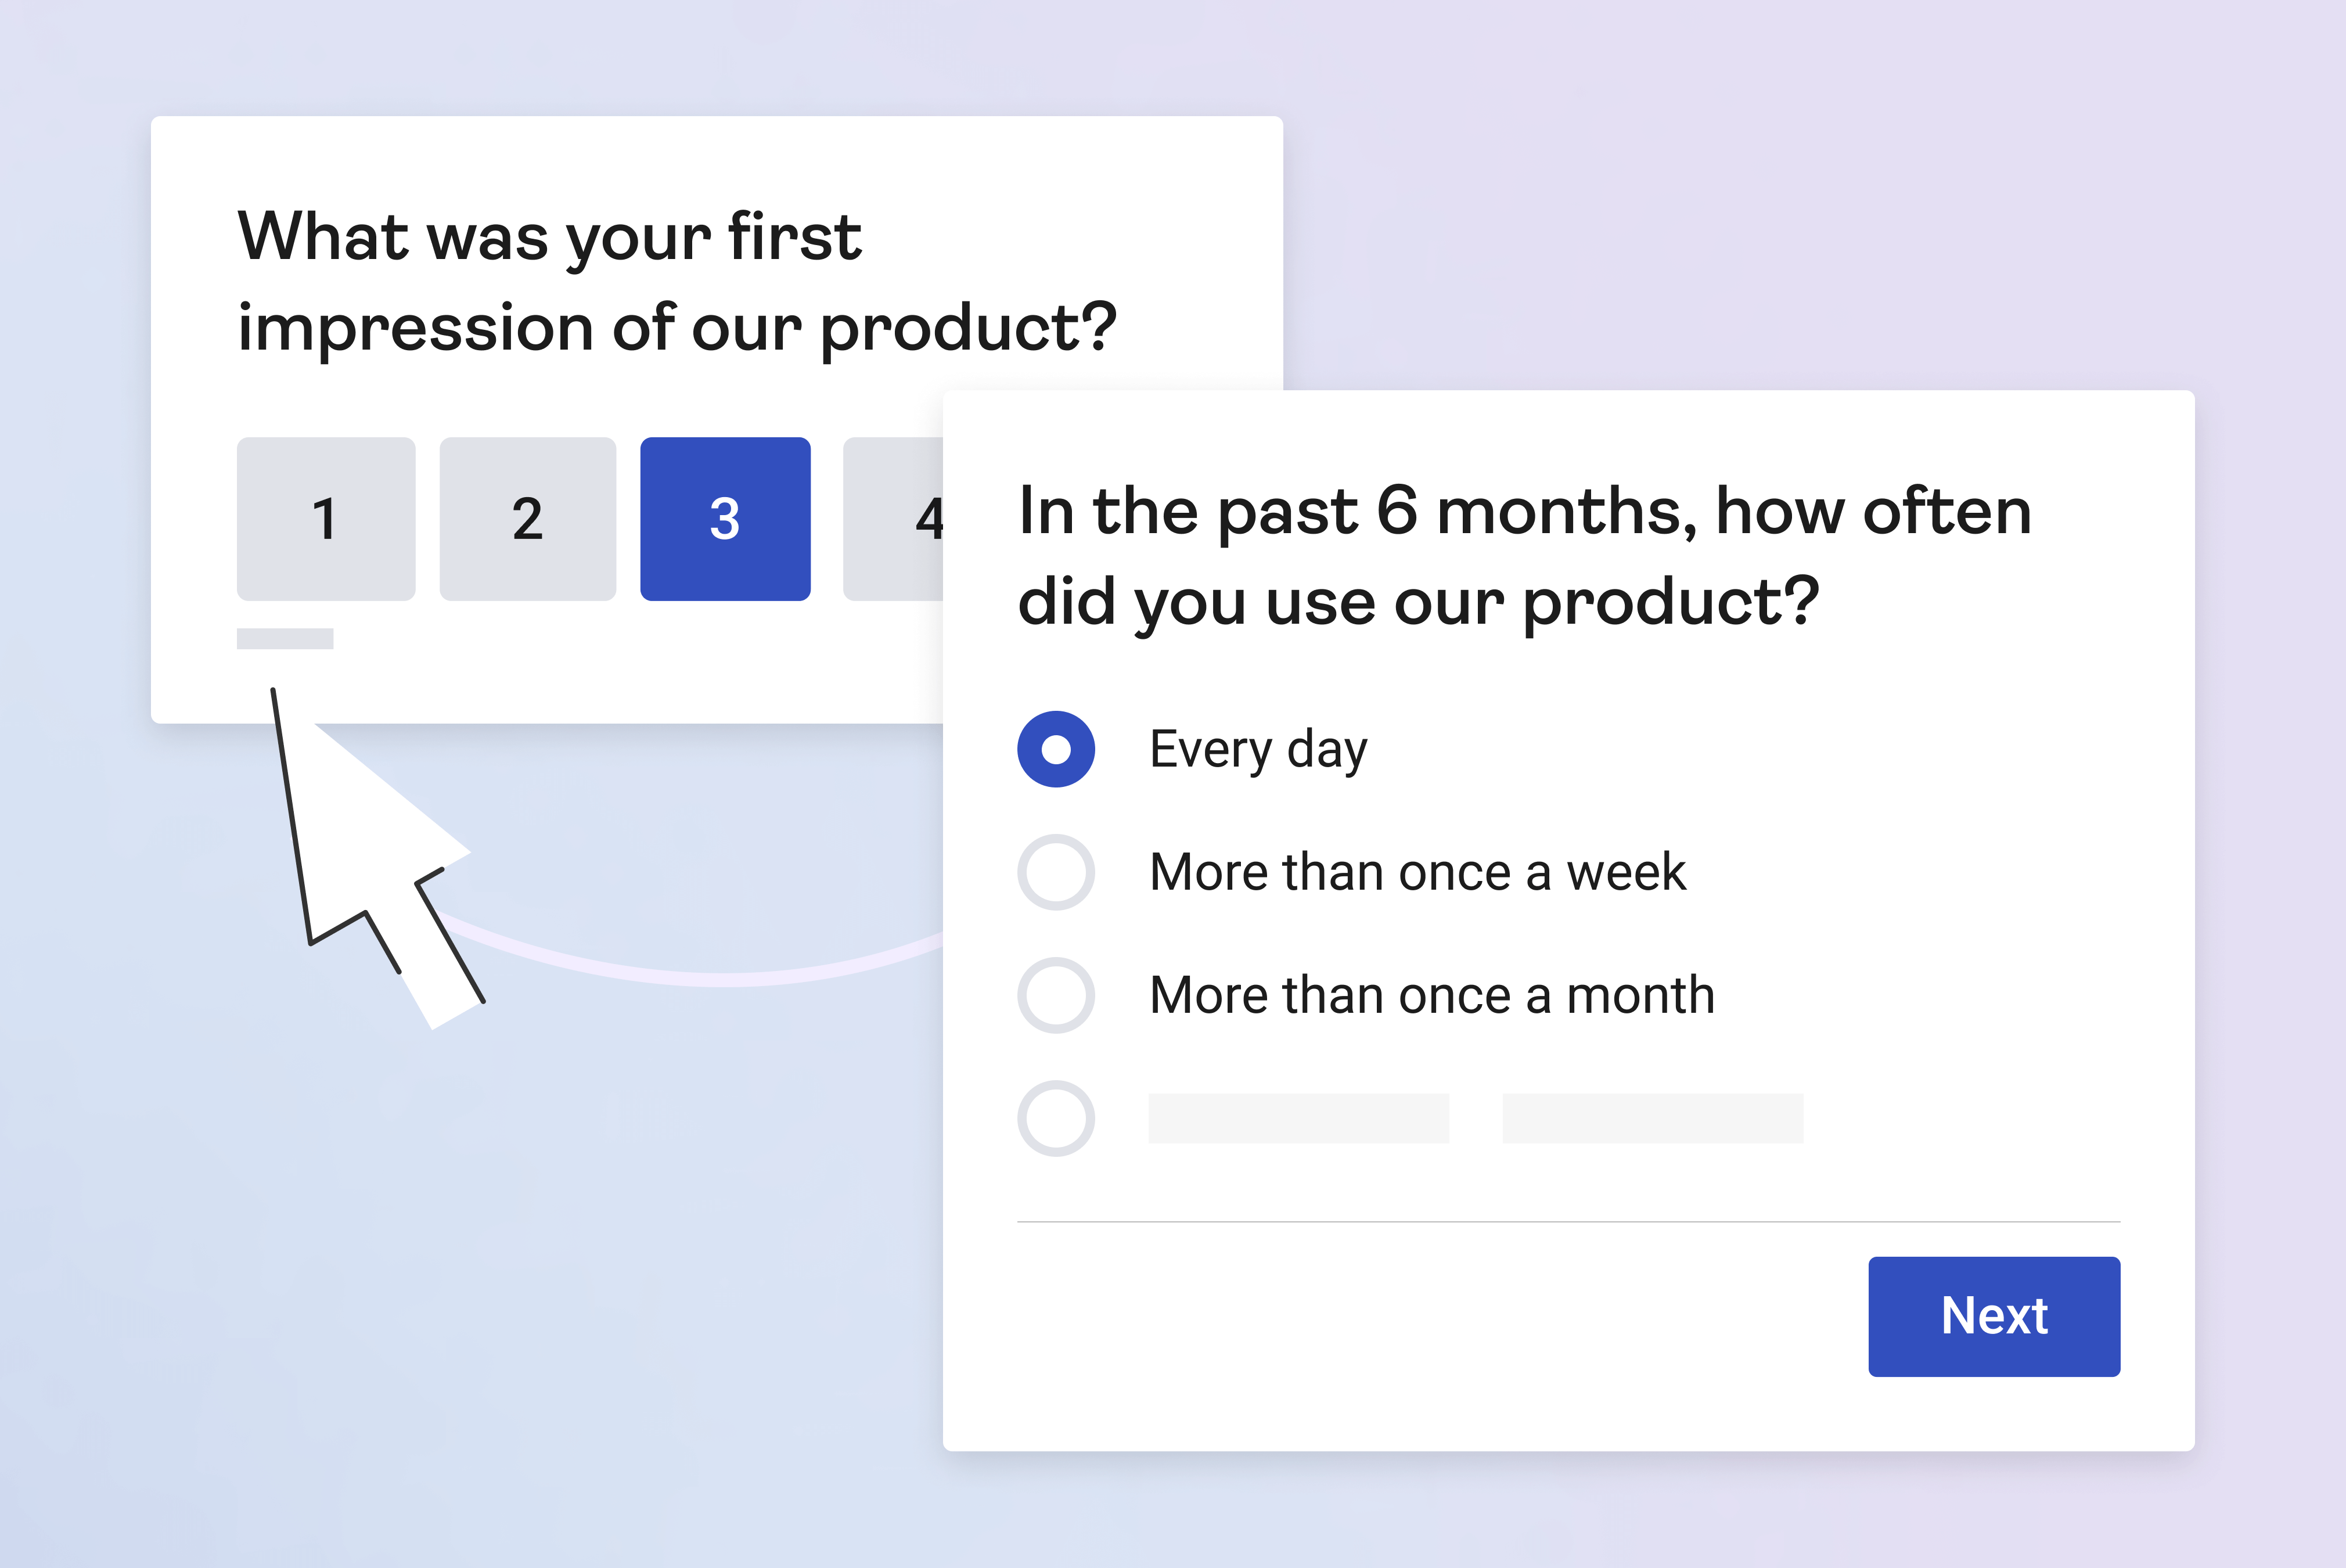 What was your first
impression of our product?
1 2 3 4
In the past 6 months, how often
did you use our product?
Every day
More than once a week
More than once a month
Next